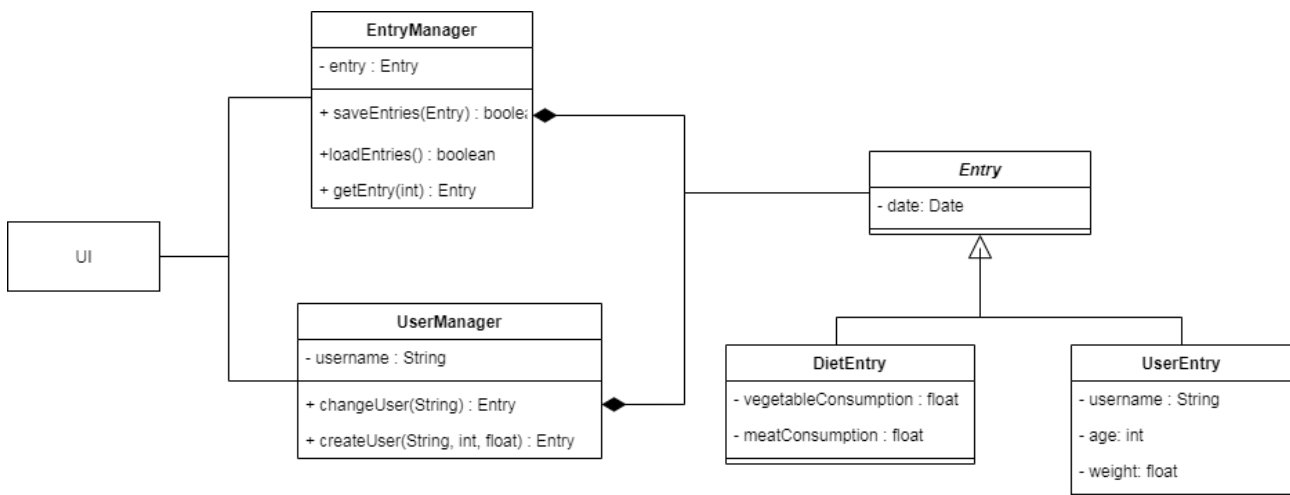 EntryManager
- entry : Entry
+ saveEntries(Entry) : boolea
+loadEntries() : boolean
+ getEntry(int) : Entry
UI
UserManager
- username : String
+ changeUser(String) : Entry
+ createUser(String, int, float) : Entry
Entry
- date: Date
DietEntry
- vegetableConsumption : float
- meatConsumption : float
UserEntry
- username : String
- age: int
- weight: float